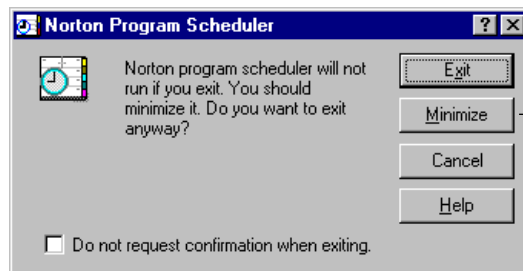 Norton Program Scheduler
Norton program scheduler will not
run if you exit. You should
minimize it. Do you want to exit
anyway?
Exit
Minimize
Cancel
Help
Do not request confirmation when exiting.